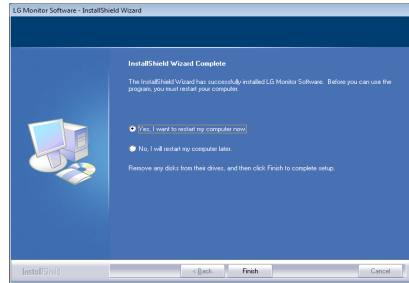 LG Monitor Software - InstallShield Wizard
InstallShield Wizard Complete
The InstallShield Wizard has successfully installed LG Monitor Software. Before you can use the
program, you must restart your computer.
Yes, I want to restart my computer now.
No, I will restart my computer later.
Remove any disks from their drives, and then click Finish to complete setup.
InstallShield
< Back
Finish
Cancel